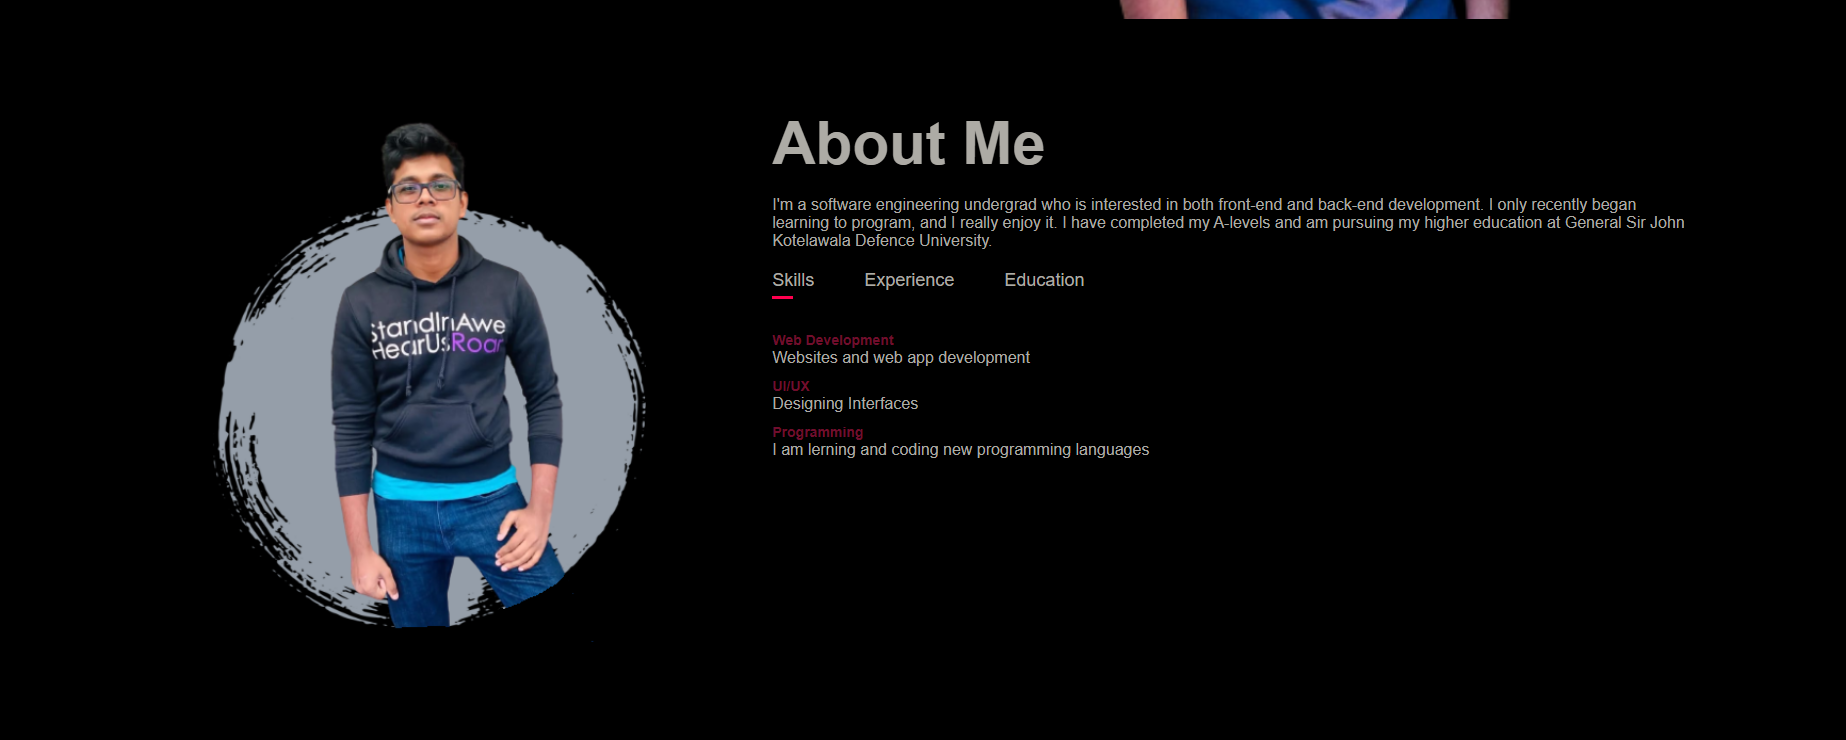 About Me
I'm a software engineering undergrad who is interested in both front-end and back-end development. I only recently began
learning to program, and I really enjoy it. I have completed my A-levels and am pursuing my higher education at General Sir John
Kotelawala Defence University.
Skills Experience Education
Web Development
Websites and web app development
UI/UX
Designing Interfaces
Programming
I am lerning and coding new programming languages
StandInAwe
HearUsRoar